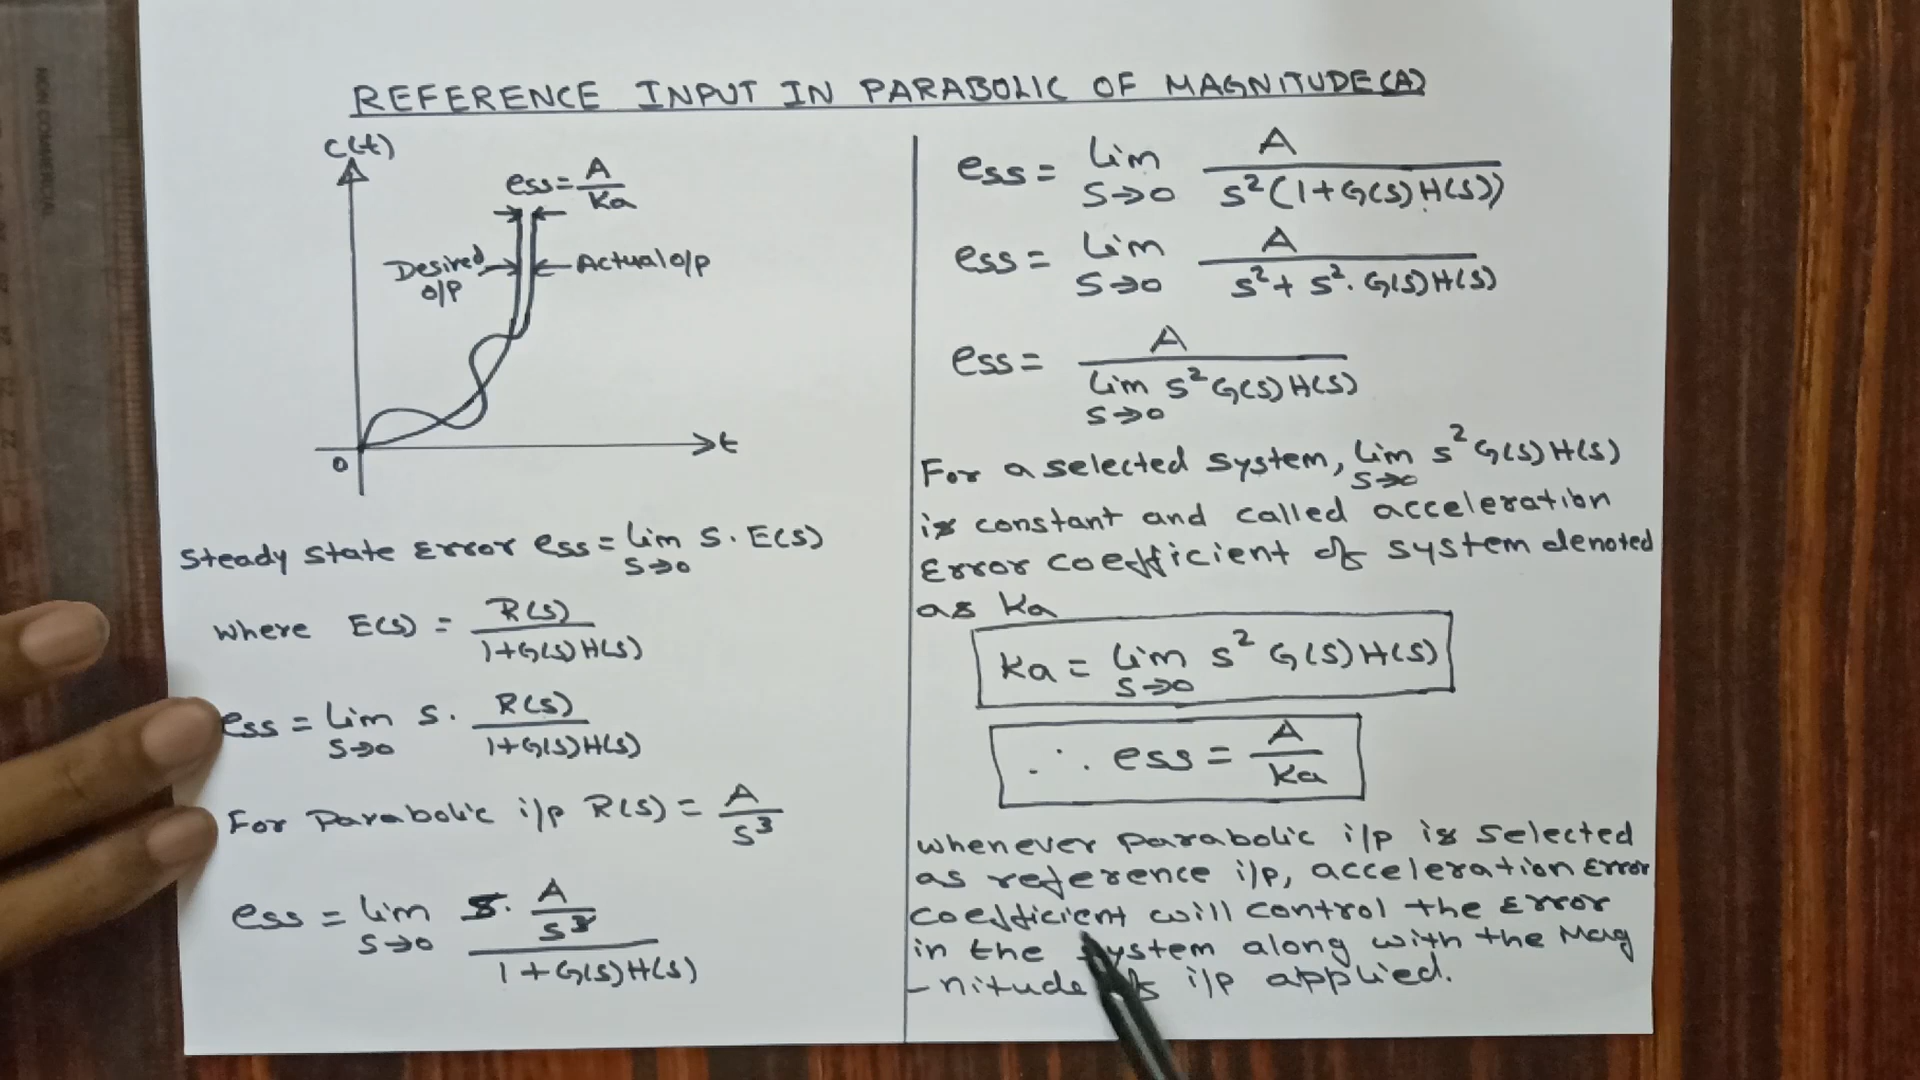 REFERENCE INPUT IN PARABOLIC OF MAGNITUDE(A)
C(t)
ess = A/Ka
Desired o/p
Actual o/p
0
t
Steady state Error ess = Lim S→0 S. E(S)
where E(S) = R(S)/1+G(S)H(S)
ess = Lim S→0 S. R(S)/1+G(S)H(S)
For Parabolic i/p R(S) = A/S³
ess = Lim S→0 S. A/S³ / 1+G(S)H(S)
ess = Lim S→0 A/S²(1+G(S)H(S))
ess = Lim S→0 A/S²+S².G(S)H(S)
ess = A/Lim S→0 S²G(S)H(S)
For a selected system, Lim S→0 S²G(S)H(S)
is constant and called acceleration
Error coefficient of system denoted
as Ka
Ka = Lim S→0 S² G(S)H(S)
∴ ess = A/Ka
whenever parabolic i/p is selected
as reference i/p, acceleration Error
coefficient will control the Error
in the system along with the Mag
-nitude i/p applied.